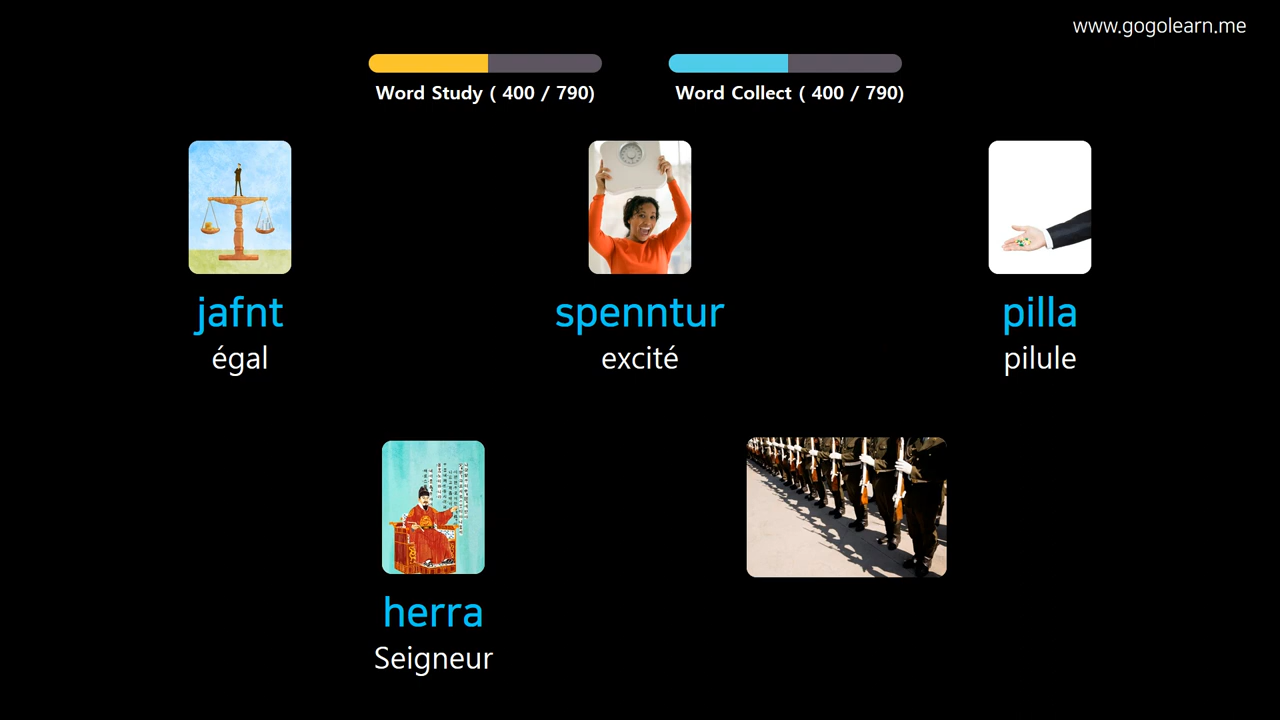 www.gogolearn.me
Word Study ( 400 / 790)
Word Collect ( 400 / 790)
jafnt
égal
spenntur
excité
pilla
pilule
herra
Seigneur